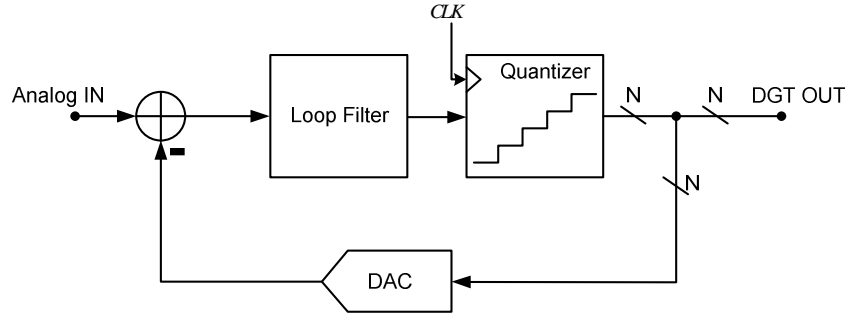 CLK
Analog IN
Loop Filter
Quantizer
N
N
DGT OUT
N
-
DAC